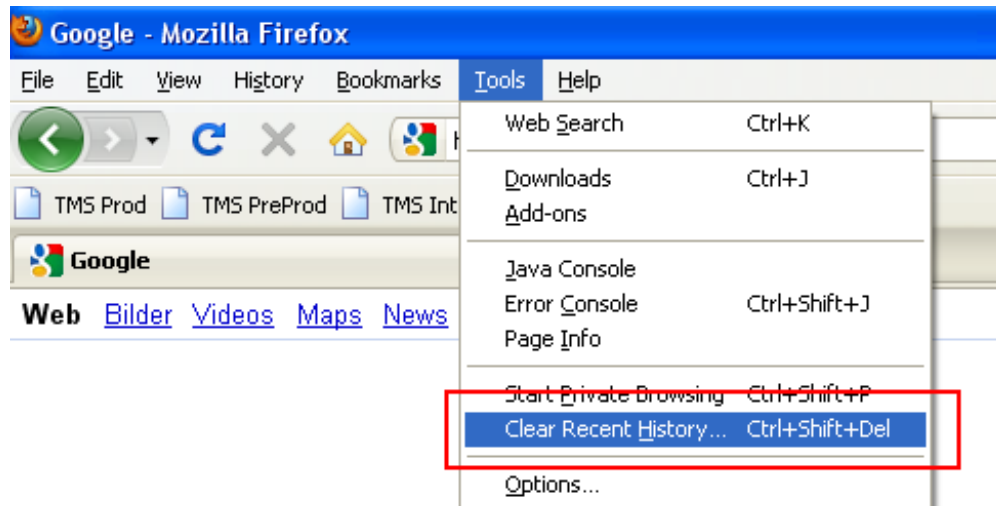 Google - Mozilla Firefox
File Edit View History Bookmarks Tools Help
Web Search Ctrl+K
Downloads Ctrl+J
TMS Prod TMS PreProd TMS Int
Add-ons
Google
Java Console
Web Bilder Videos Maps News
Error Console Ctrl+Shift+J
Page Info
Start Private Browsing Ctrl+Shift+P
Clear Recent History... Ctrl+Shift+Del
Options...